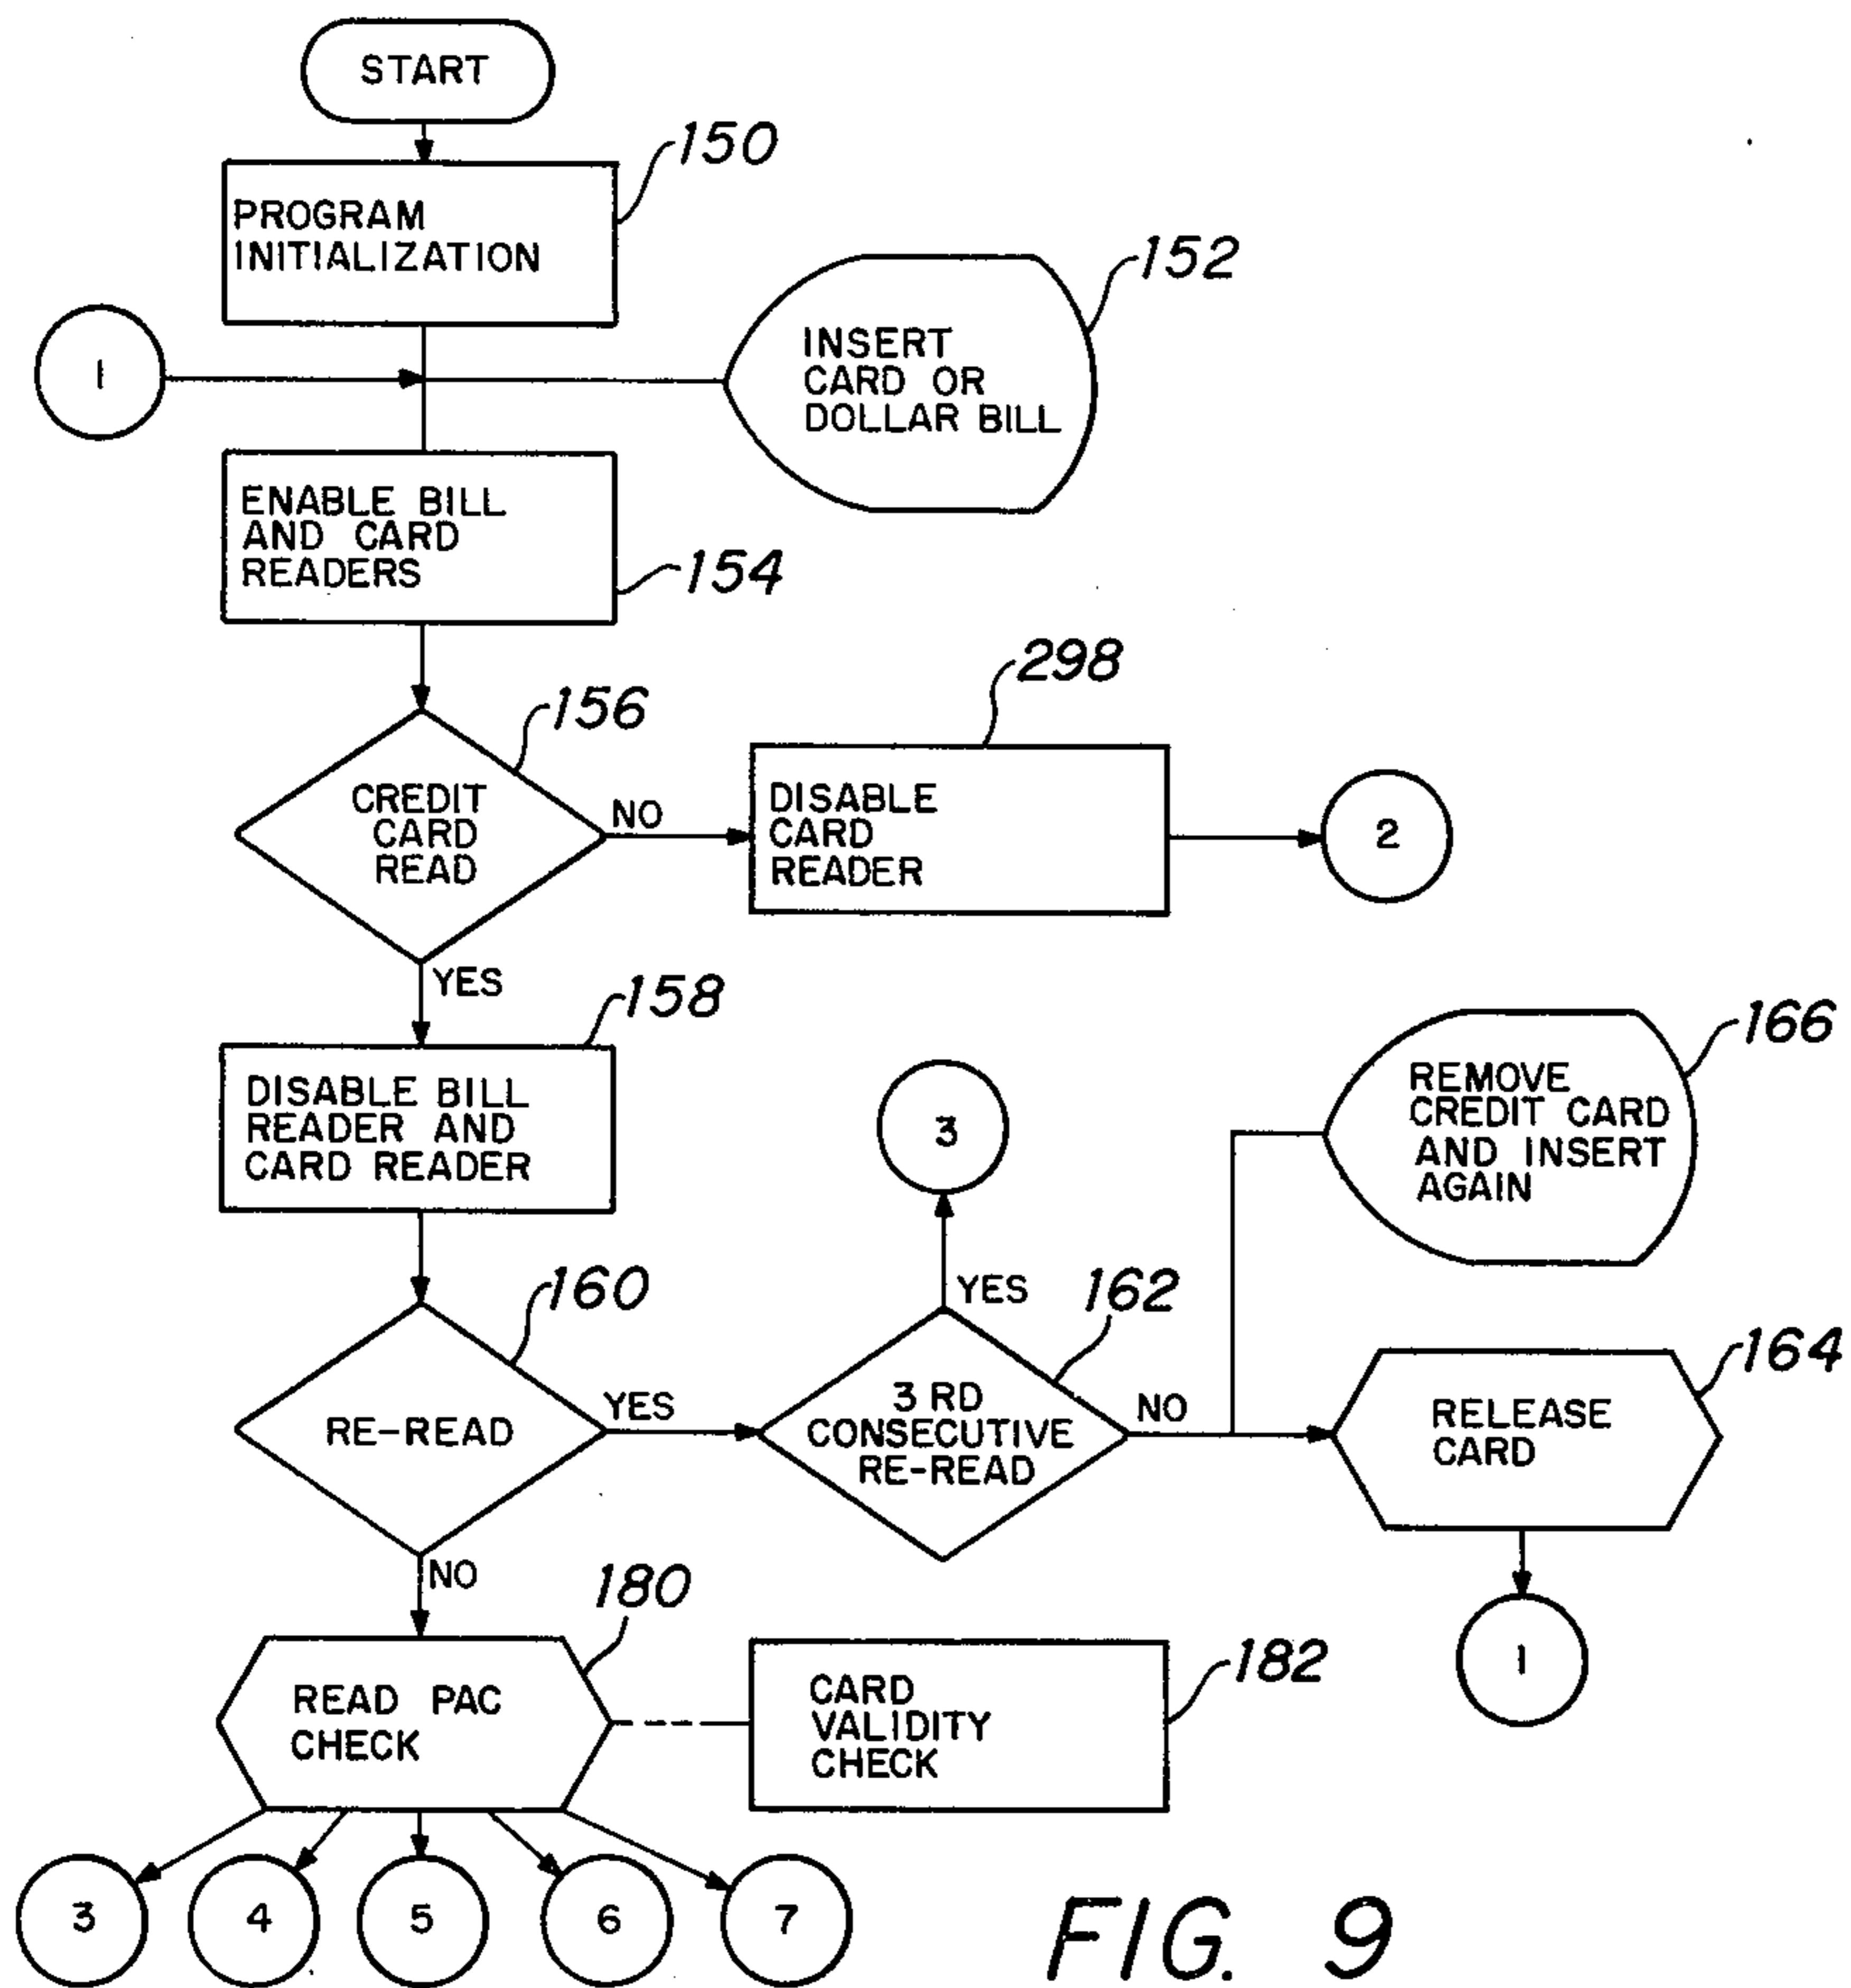 START
150
PROGRAM
INITIALIZATION
152
1
INSERT
CARD OR
DOLLAR BILL
ENABLE BILL
AND CARD
READERS
154
298
156
CREDIT
CARD
READ
NO
DISABLE
CARD
READER
2
YES
158
DISABLE BILL
READER AND
CARD READER
3
166
REMOVE
CREDIT CARD
AND INSERT
AGAIN
160
YES
162
164
RE-READ
YES
3 RD
CONSECUTIVE
RE-READ
NO
RELEASE
CARD
NO
180
1
READ PAC
CHECK
182
CARD
VALIDITY
CHECK
3
4
5
6
7
FIG. 9